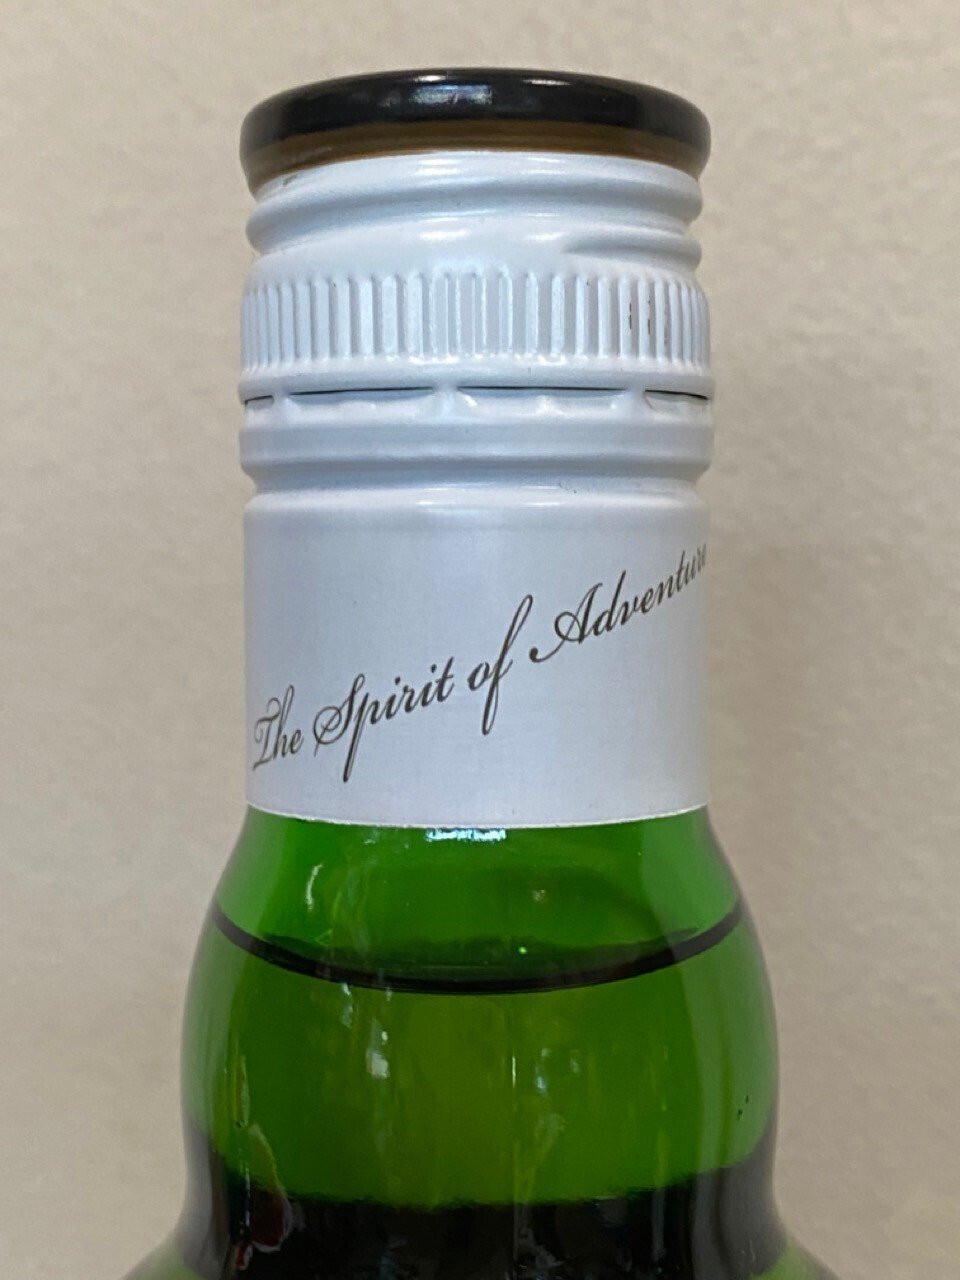 The Spirit of Adventure